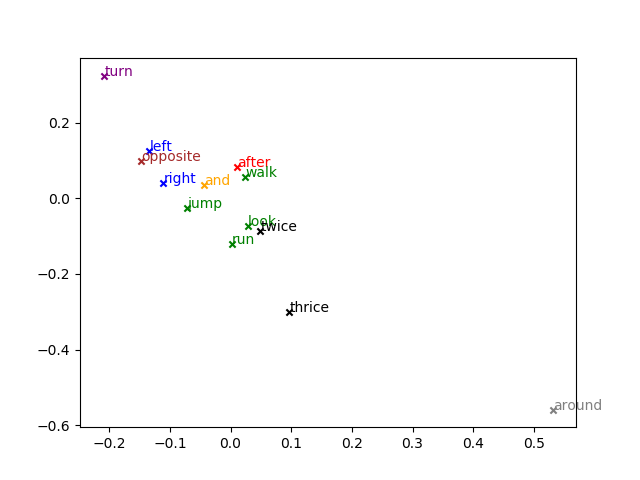 turn
left
opposite
after
walk
right
and
jump
look
twice
run
thrice
around
0.2
0.0
−0.2
−0.4
−0.6
−0.2 −0.1 0.0 0.1 0.2 0.3 0.4 0.5